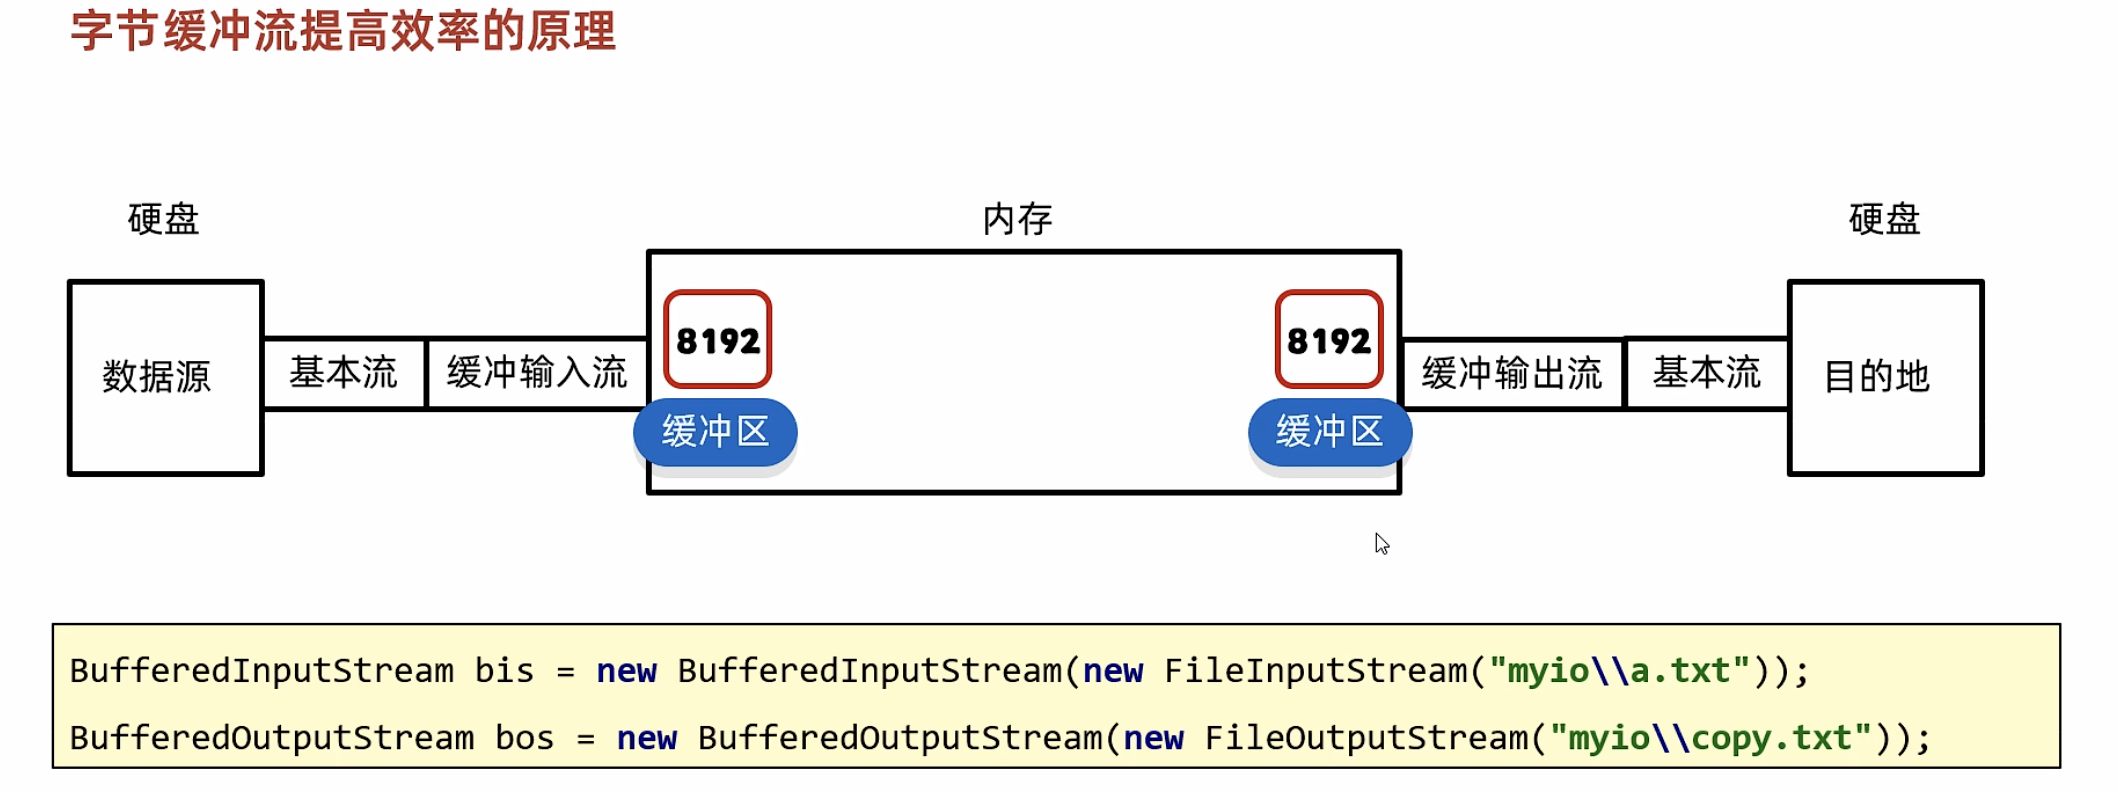 字节缓冲流提高效率的原理
硬盘
内存
硬盘
数据源
基本流
缓冲输入流
8192
缓冲区
8192
缓冲区
缓冲输出流
基本流
目的地
BufferedInputStream bis = new BufferedInputStream(new FileInputStream("myio\\a.txt"));
BufferedOutputStream bos = new BufferedOutputStream(new FileOutputStream("myio\\copy.txt"));